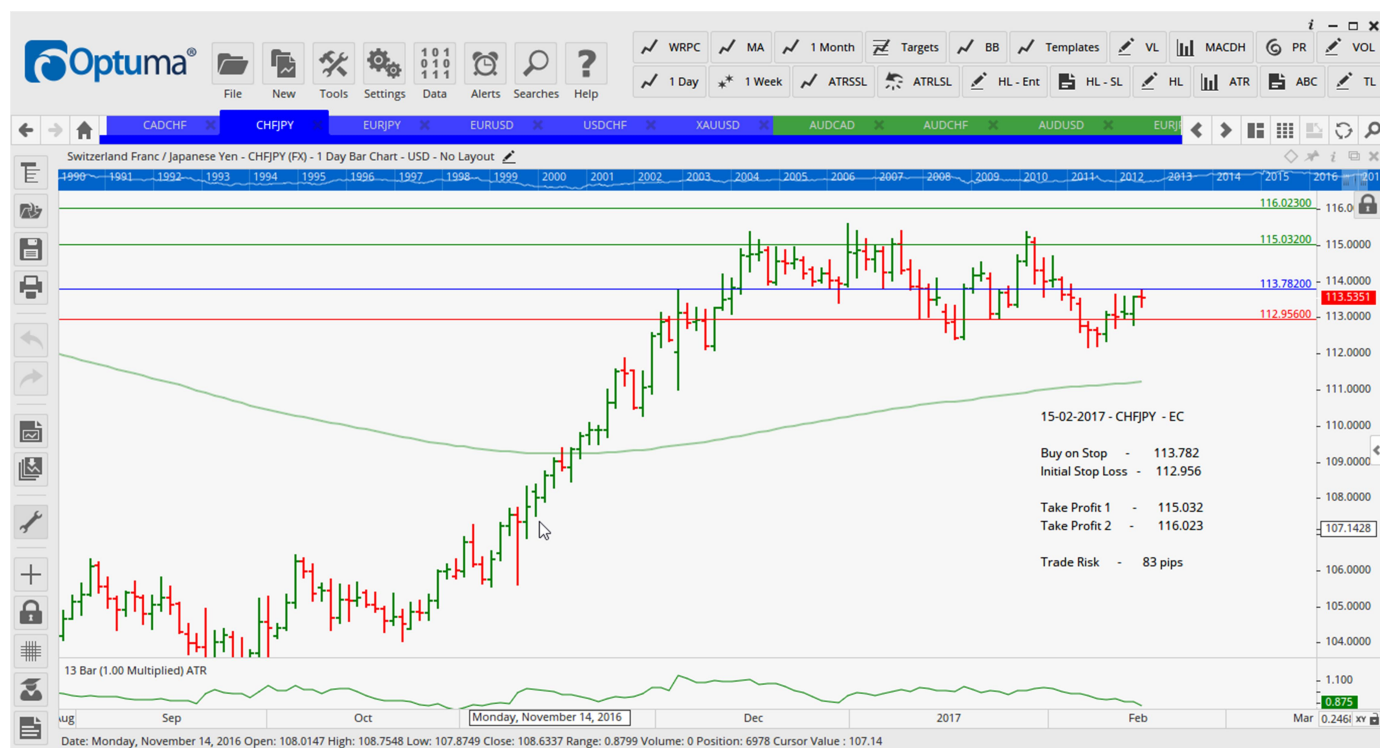 i
Optuma®
File New Tools Settings Data Alerts Searches Help
101
010
111
?
WRPC MA 1 Month Targets BB Templates VL MACDH PR VOL
1 Day 1 Week ATRSSL ATRLSL HL - Ent HL - SL HL ATR ABC TL
CADCHF CHFJPY EURJPY EURUSD USDCHF XAUUSD AUDCAD AUDCHF AUDUSD
Switzerland Franc / Japanese Yen - CHFJPY (FX) - 1 Day Bar Chart - USD - No Layout
1990 1991 1992 1993 1994 1995 1996 1997 1998 1999 2000 2001 2002 2003 2004 2005 2006 2007 2008 2009 2010 2011 2012 2013 2014 2015 2016
116.02300
115.03200
115.0000
114.0000
113.78200
113.5351
113.0000
112.95600
112.0000
111.0000
15-02-2017 - CHFJPY - EC
110.0000
Buy on Stop - 113.782
109.0000
Initial Stop Loss - 112.956
108.0000
Take Profit 1 - 115.032
Take Profit 2 - 116.023
107.1428
Trade Risk - 83 pips
106.0000
105.0000
104.0000
13 Bar (1.00 Multiplied) ATR
1.100
0.875
Sep Oct Monday, November 14, 2016 Dec 2017 Feb Mar XY
Date: Monday, November 14, 2016 Open: 108.0147 High: 108.7548 Low: 107.8749 Close: 108.6337 Range: 0.8799 Volume: 0 Position: 6978 Cursor Value : 107.14